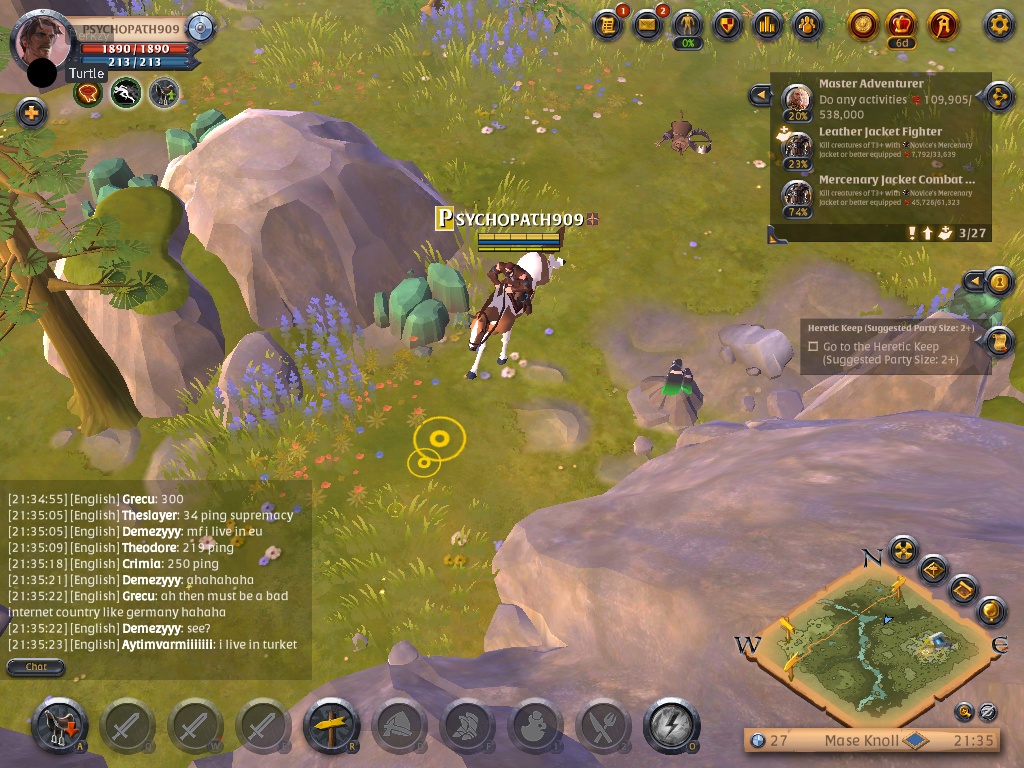 PSYCHOPATH909
1890 / 1890
213 / 213
Turtle
1
2
0%
6d
Master Adventurer
Do any activities 109,905/
538,000
20%
Leather Jacket Fighter
Kill creatures of T3+ with Novice's Mercenary
Jacket or better equipped 7,792/33,639
23%
Mercenary Jacket Combat ...
Kill creatures of T3+ with Novice's Mercenary
Jacket or better equipped 45,726/61,323
74%
3/27
P PSYCHOPATH909
Heretic Keep (Suggested Party Size: 2+)
Go to the Heretic Keep
(Suggested Party Size: 2+)
[21:34:55] [English] Grecu: 300
[21:35:05] [English] Theslayer: 34 ping supremacy
[21:35:05] [English] Demezyyy: mf i live in eu
[21:35:09] [English] Theodore: 219 ping
[21:35:18] [English] Crimia: 250 ping
[21:35:21] [English] Demezyyy: ahahahaha
[21:35:22] [English] Grecu: ah then must be a bad
internet country like germany hahaha
[21:35:22] [English] Demezyyy: see?
[21:35:23] [English] Aytimvarmiiiiiii: i live in turket
Chat
N
W
E
A
Q
W
R
O
27
Mase Knoll
21:35